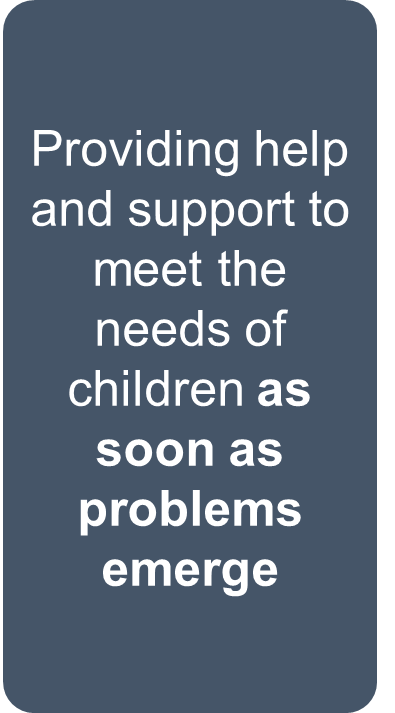 Providing help
and support to
meet the
needs of
children as
soon as
problems
emerge